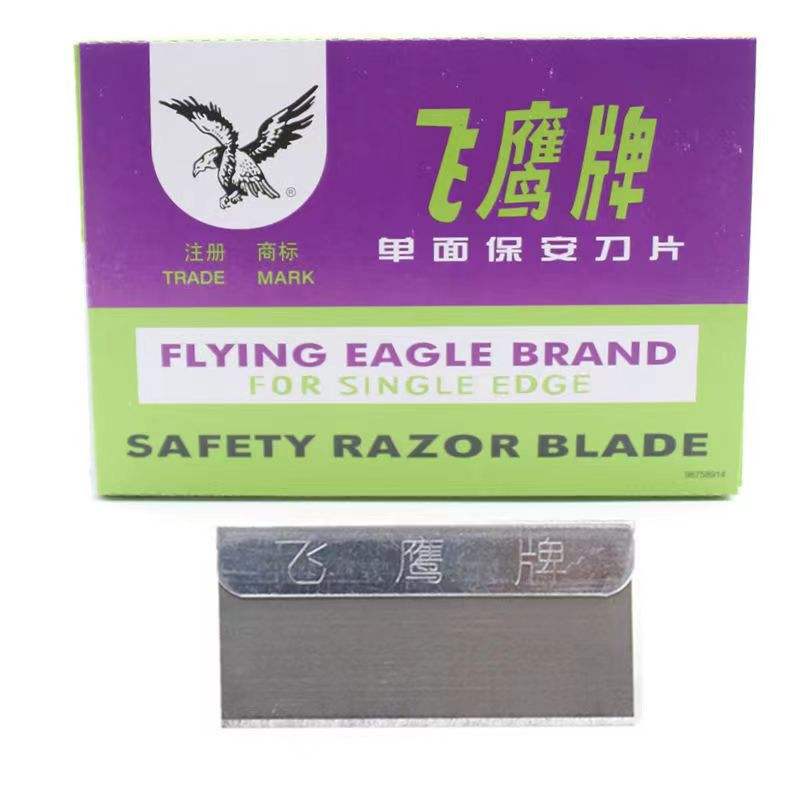 飞鹰牌
单面保安刀片
®
注册 商标
TRADE MARK
FLYING EAGLE BRAND
FOR SINGLE EDGE
SAFETY RAZOR BLADE
98758914
飞鹰牌